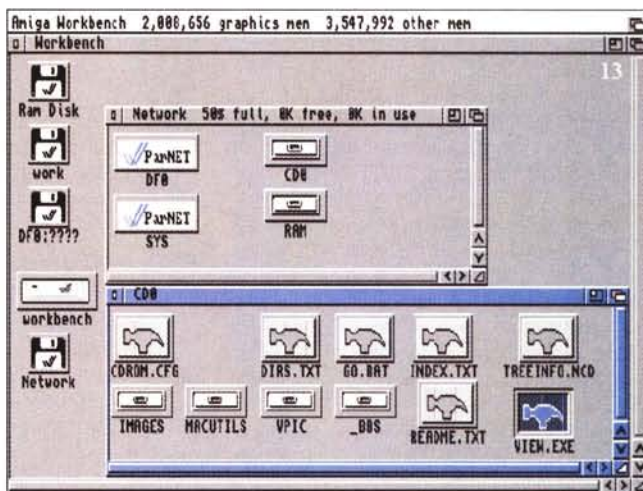 Amiga Workbench 2,008,656 graphics mem 3,547,992 other mem
Workbench
13
Ram Disk
work
DF0:????
workbench
Network
Network 50% full, 0K free, 0K in use
ParNET
DF0
CD0
ParNET
SYS
RAM
CD0
CDROM.CFG
DIRS.TXT
GO.BAT
INDEX.TXT
TREEINFO.NCD
IMAGES
MACUTILS
VPIC
_BBS
README.TXT
VIEW.EXE